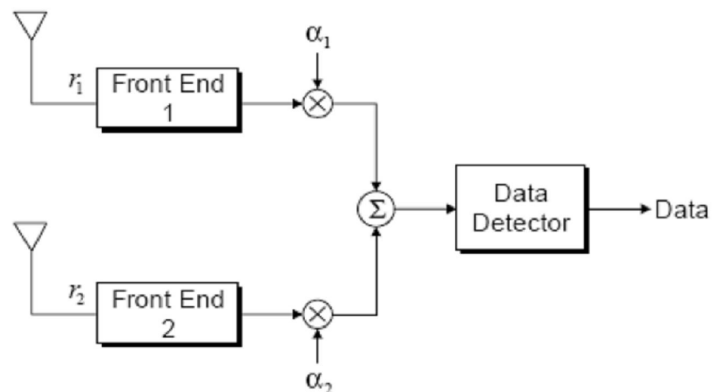 α₁
r₁
Front End
1
Σ
Data
Detector
Data
r₂
Front End
2
α₂